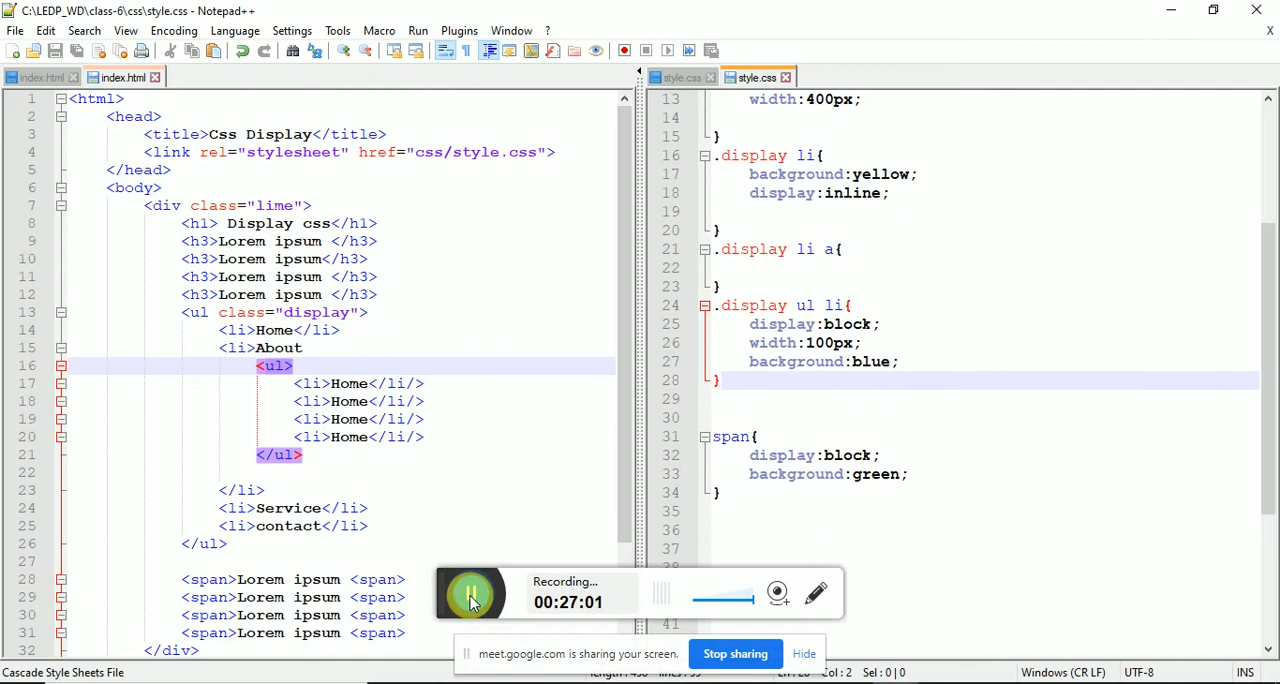 C:\LEDP_WD\class-6\css\style.css - Notepad++
File Edit Search View Encoding Language Settings Tools Macro Run Plugins Window ? X
index.html index.html style.css style.css
1 <html>
2 <head>
3 <title>Css Display</title>
4 <link rel="stylesheet" href="css/style.css">
5 </head>
6 <body>
7 <div class="lime">
8 <h1> Display css</h1>
9 <h3>Lorem ipsum </h3>
10 <h3>Lorem ipsum</h3>
11 <h3>Lorem ipsum </h3>
12 <h3>Lorem ipsum </h3>
13 <ul class="display">
14 <li>Home</li>
15 <li>About
16 <ul>
17 <li>Home</li/>
18 <li>Home</li/>
19 <li>Home</li/>
20 <li>Home</li/>
21 </ul>
22
23 </li>
24 <li>Service</li>
25 <li>contact</li>
26 </ul>
27
28 <span>Lorem ipsum <span>
29 <span>Lorem ipsum <span>
30 <span>Lorem ipsum <span>
31 <span>Lorem ipsum <span>
32 </div>
13 width:400px;
14
15 }
16 .display li{
17 background:yellow;
18 display:inline;
19
20 }
21 .display li a{
22
23 }
24 .display ul li{
25 display:block;
26 width:100px;
27 background:blue;
28 }
29
30
31 span{
32 display:block;
33 background:green;
34 }
35
36
37
41
Recording...
00:27:01
meet.google.com is sharing your screen. Stop sharing Hide
Cascade Style Sheets File Col : 2 Sel : 0 | 0 Windows (CR LF) UTF-8 INS